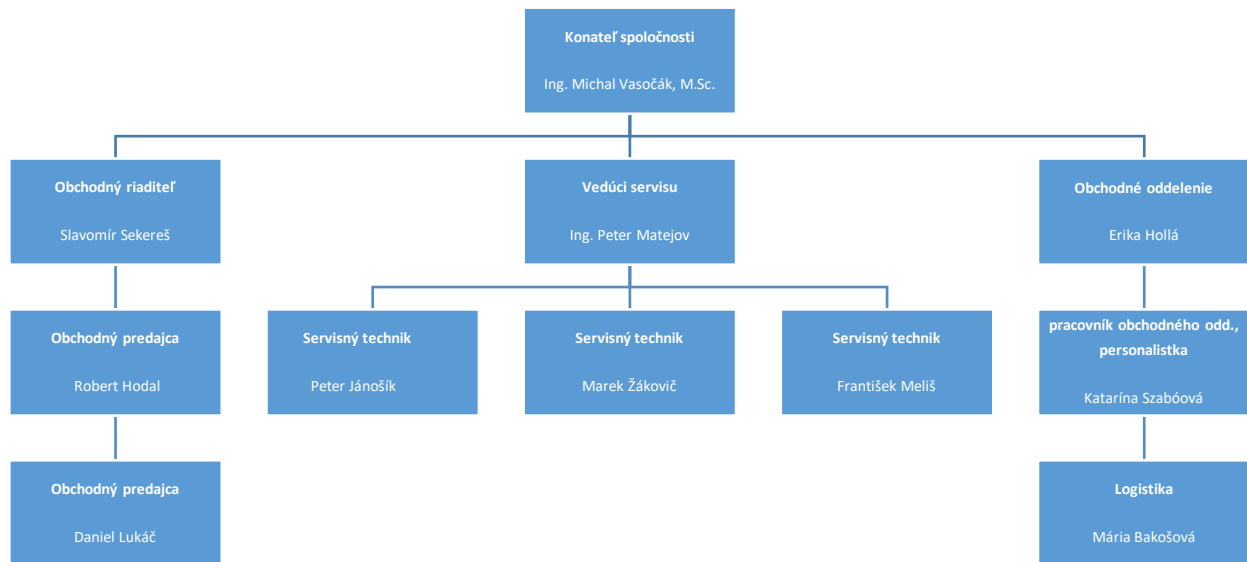 Konateľ spoločnosti
Ing. Michal Vasočák, M.Sc.
Obchodný riaditeľ
Slavomír Sekereš
Vedúci servisu
Ing. Peter Matejov
Obchodné oddelenie
Erika Hollá
Obchodný predajca
Robert Hodal
Servisný technik
Peter Jánošík
Servisný technik
Marek Žákovič
Servisný technik
František Meliš
pracovník obchodného odd.,
personalistka
Katarína Szabóová
Obchodný predajca
Daniel Lukáč
Logistika
Mária Bakošová